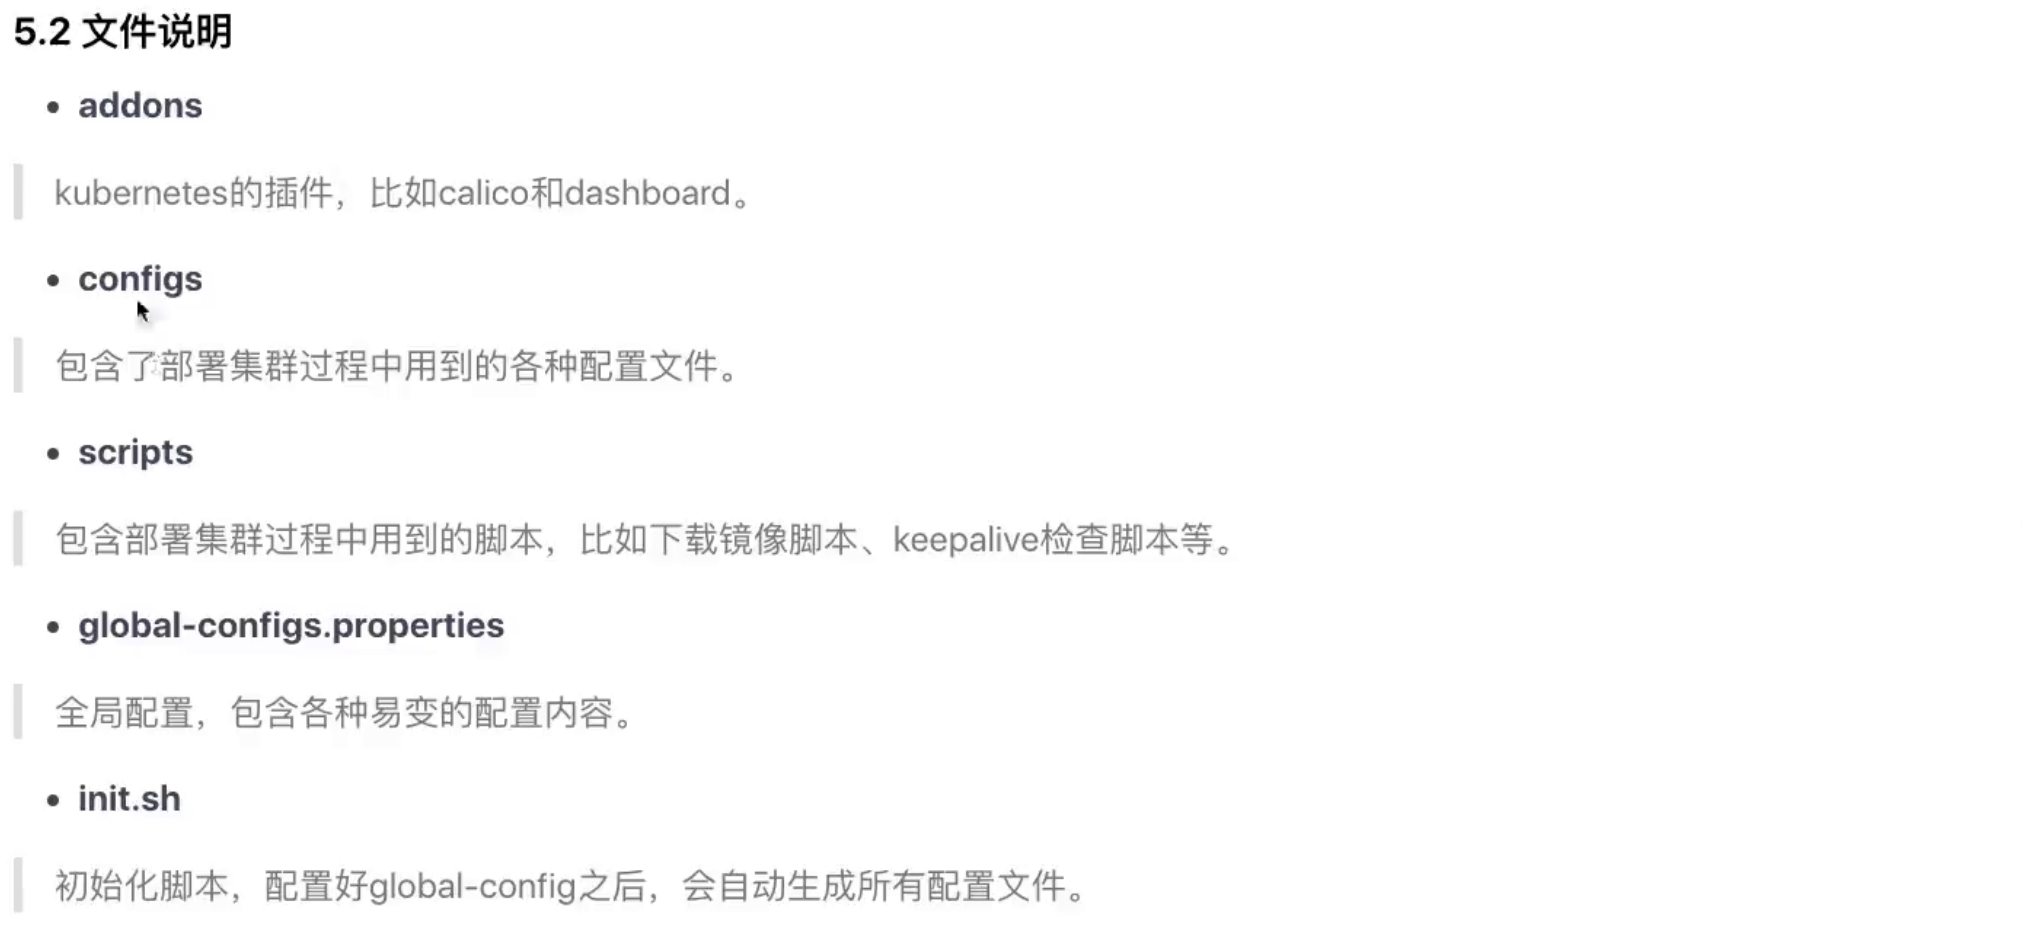 5.2 文件说明
• addons
kubernetes的插件，比如calico和dashboard。
• configs
包含了部署集群过程中用到的各种配置文件。
• scripts
包含部署集群过程中用到的脚本，比如下载镜像脚本、keepalive检查脚本等。
• global-configs.properties
全局配置，包含各种易变的配置内容。
• init.sh
初始化脚本，配置好global-config之后，会自动生成所有配置文件。